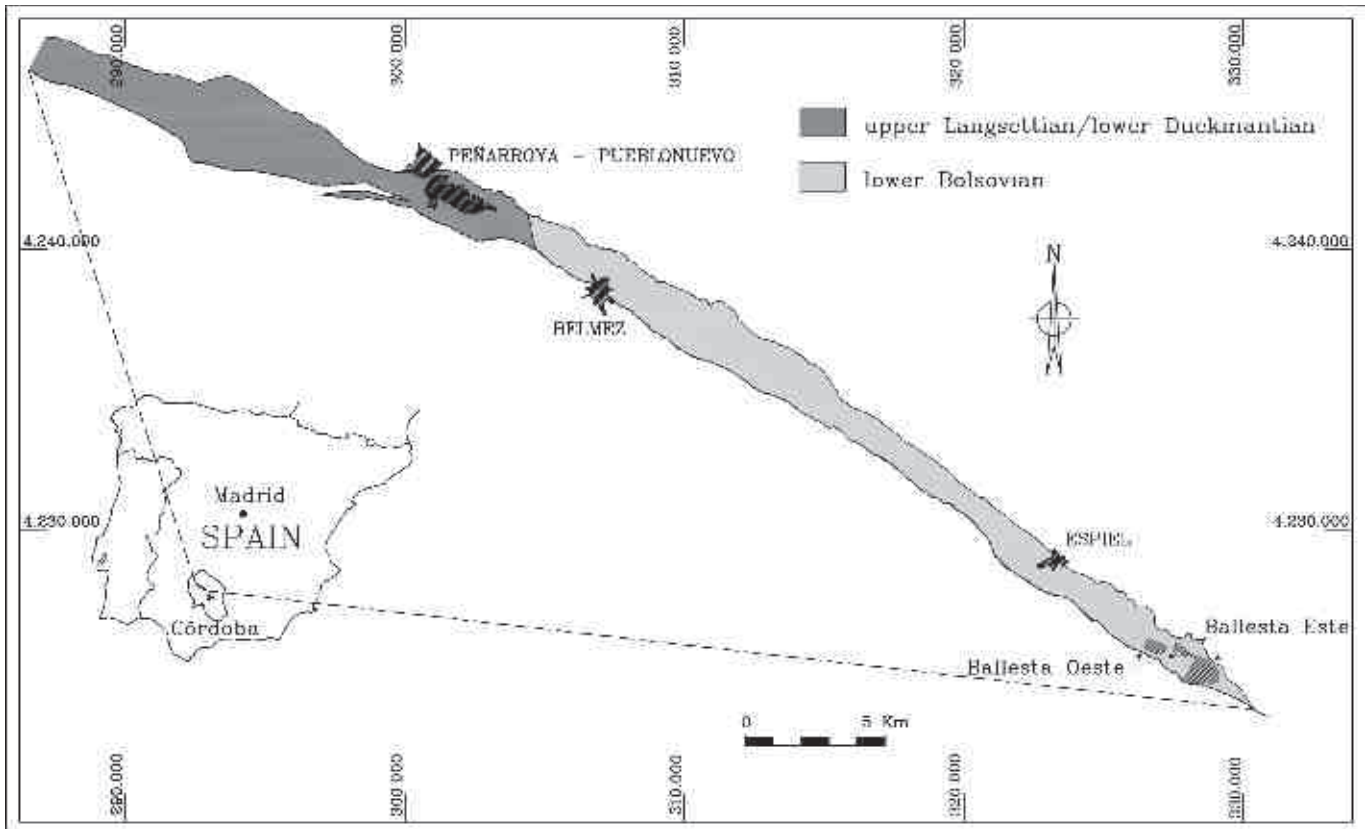 290.000
300.000
310.000
320.000
330.000
upper Langsettian/lower Duckmantian
lower Bolsovian
PEÑARROYA - PUEBLONUEVO
4.240.000
4.240.000
N
BELMEZ
Madrid
SPAIN
4.230.000
4.230.000
ESPIEL
Córdoba
Ballesta Este
Ballesta Oeste
0 5 Km
290.000
300.000
310.000
320.000
330.000